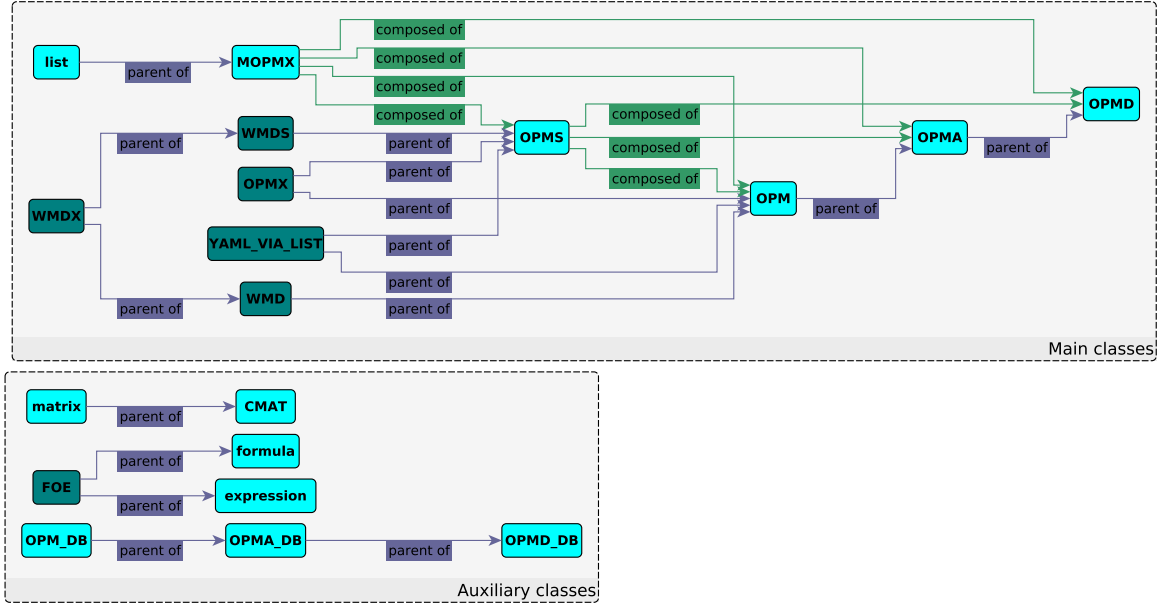 composed of
list
parent of
MOPMX
composed of
composed of
composed of
OPMD
WMDS
parent of
parent of
OPMS
composed of
OPMA
parent of
composed of
OPMX
parent of
composed of
WMDX
parent of
OPM
parent of
YAML_VIA_LIST
parent of
parent of
WMD
parent of
parent of
Main classes
matrix
parent of
CMAT
formula
parent of
FOE
expression
parent of
OPM_DB
parent of
OPMA_DB
parent of
OPMD_DB
Auxiliary classes